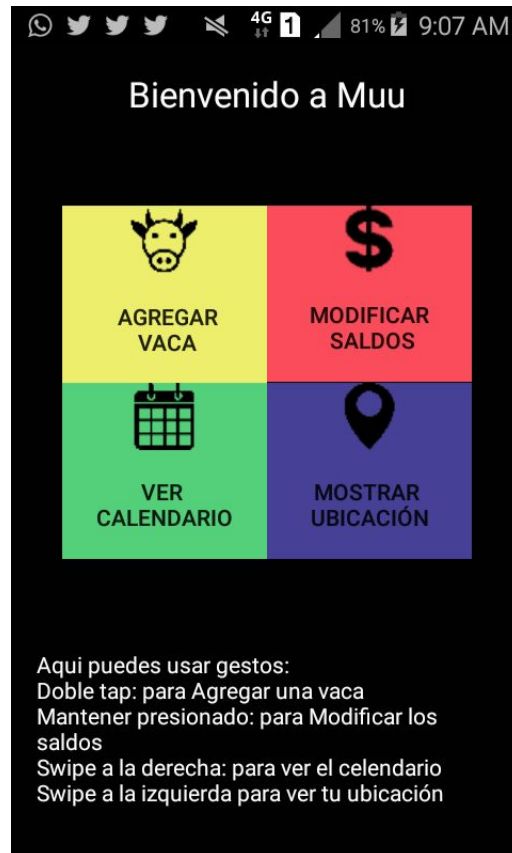 4G 1 81% 9:07 AM
Bienvenido a Muu
AGREGAR
VACA
MODIFICAR
SALDOS
VER
CALENDARIO
MOSTRAR
UBICACIÓN
Aqui puedes usar gestos:
Doble tap: para Agregar una vaca
Mantener presionado: para Modificar los
saldos
Swipe a la derecha: para ver el celendario
Swipe a la izquierda para ver tu ubicación